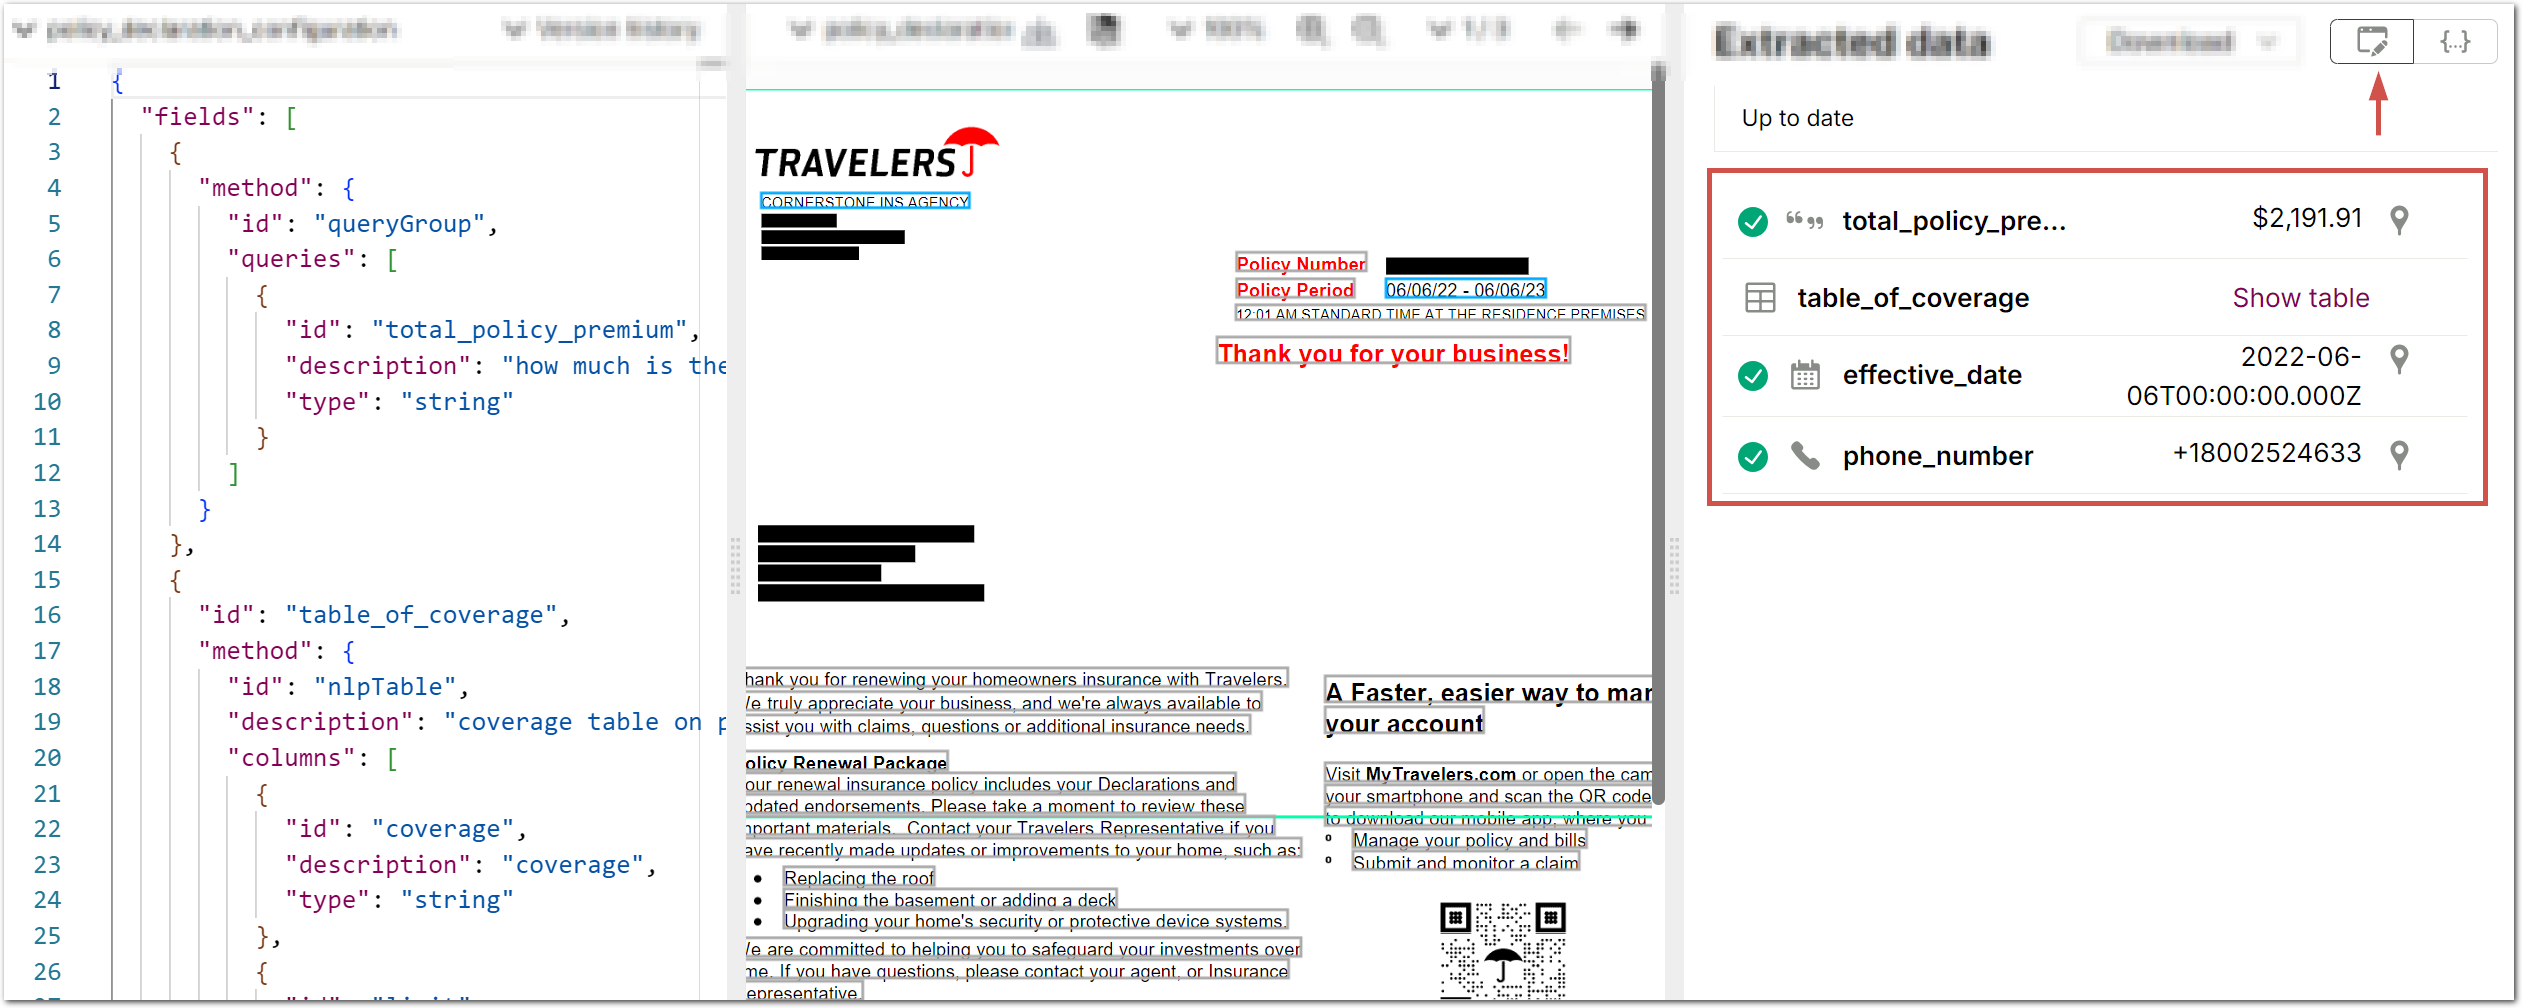 policy_declaration_configuration
Version history
1 {
2 "fields": [
3 {
4 "method": {
5 "id": "queryGroup",
6 "queries": [
7 {
8 "id": "total_policy_premium",
9 "description": "how much is the
10 "type": "string"
11 }
12 ]
13 }
14 },
15 {
16 "id": "table_of_coverage",
17 "method": {
18 "id": "nlpTable",
19 "description": "coverage table on p
20 "columns": [
21 {
22 "id": "coverage",
23 "description": "coverage",
24 "type": "string"
25 },
26 {
policy_declaration
100%
TRAVELERS
CORNERSTONE INS AGENCY
Policy Number
Policy Period 06/06/22 - 06/06/23
12:01 AM STANDARD TIME AT THE RESIDENCE PREMISES
Thank you for your business!
hank you for renewing your homeowners insurance with Travelers.
e truly appreciate your business, and we're always available to
ssist you with claims, questions or additional insurance needs.
olicy Renewal Package
our renewal insurance policy includes your Declarations and
pdated endorsements. Please take a moment to review these
mportant materials. Contact your Travelers Representative if you
ave recently made updates or improvements to your home, such as:
• Replacing the roof
• Finishing the basement or adding a deck
• Upgrading your home's security or protective device systems.
e are committed to helping you to safeguard your investments over
me. If you have questions, please contact your agent, or Insurance
epresentative.
A Faster, easier way to mar
your account
Visit MyTravelers.com or open the cam
your smartphone and scan the QR code
to download our mobile app, where you
º Manage your policy and bills
º Submit and monitor a claim
Extracted data
Download
{...}
Up to date
total_policy_pre... $2,191.91
table_of_coverage Show table
effective_date 2022-06-
06T00:00:00.000Z
phone_number +18002524633